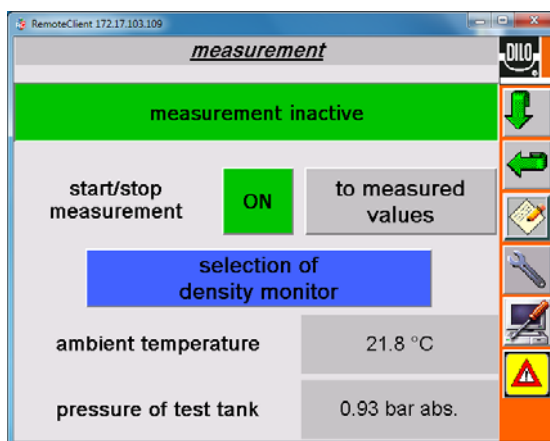 RemoteClient 172.17.103.109
measurement
DILO
measurement inactive
start/stop
measurement
ON
to measured
values
selection of
density monitor
ambient temperature
21.8 °C
pressure of test tank
0.93 bar abs.